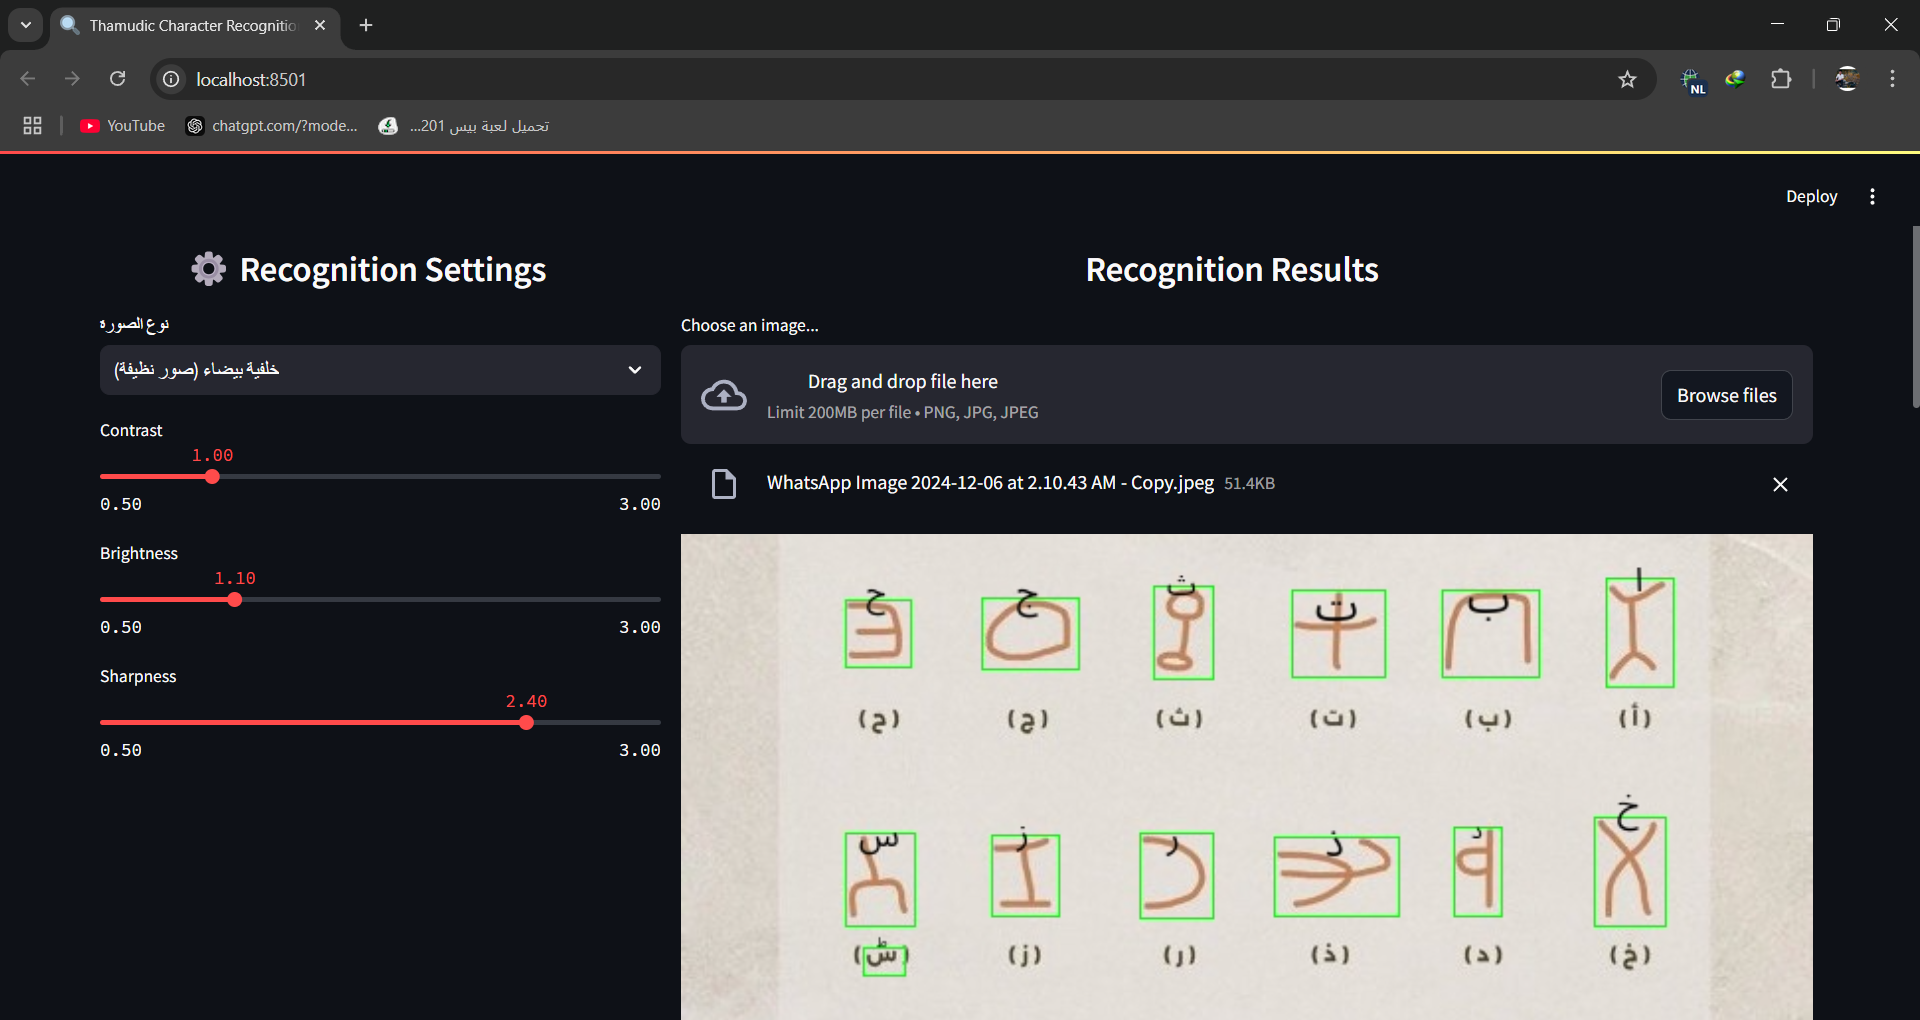 Thamudic Character Recognitio
localhost:8501
NL
YouTube
chatgpt.com/?mode...
تحميل لعبة بيس 201...
Deploy
Recognition Settings
نوع الصورة
خلفية بيضاء (صور نظيفة)
Contrast
1.00
0.50 3.00
Brightness
1.10
0.50 3.00
Sharpness
2.40
0.50 3.00
Recognition Results
Choose an image...
Drag and drop file here
Limit 200MB per file • PNG, JPG, JPEG
Browse files
WhatsApp Image 2024-12-06 at 2.10.43 AM - Copy.jpeg 51.4KB
ا ب ت ث ج ح
(أ) (ب) (ت) (ث) (ج) (ح)
خ د ذ ر ز س
(خ) (د) (ذ) (ر) (ز) (س)